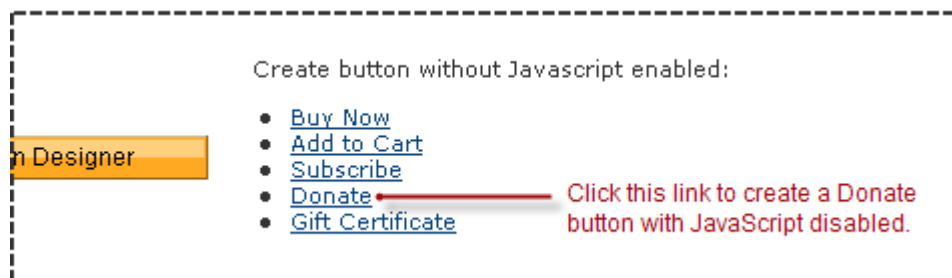 Create button without Javascript enabled:
Buy Now
Add to Cart
n Designer
Subscribe
Donate
Click this link to create a Donate
button with JavaScript disabled.
Gift Certificate